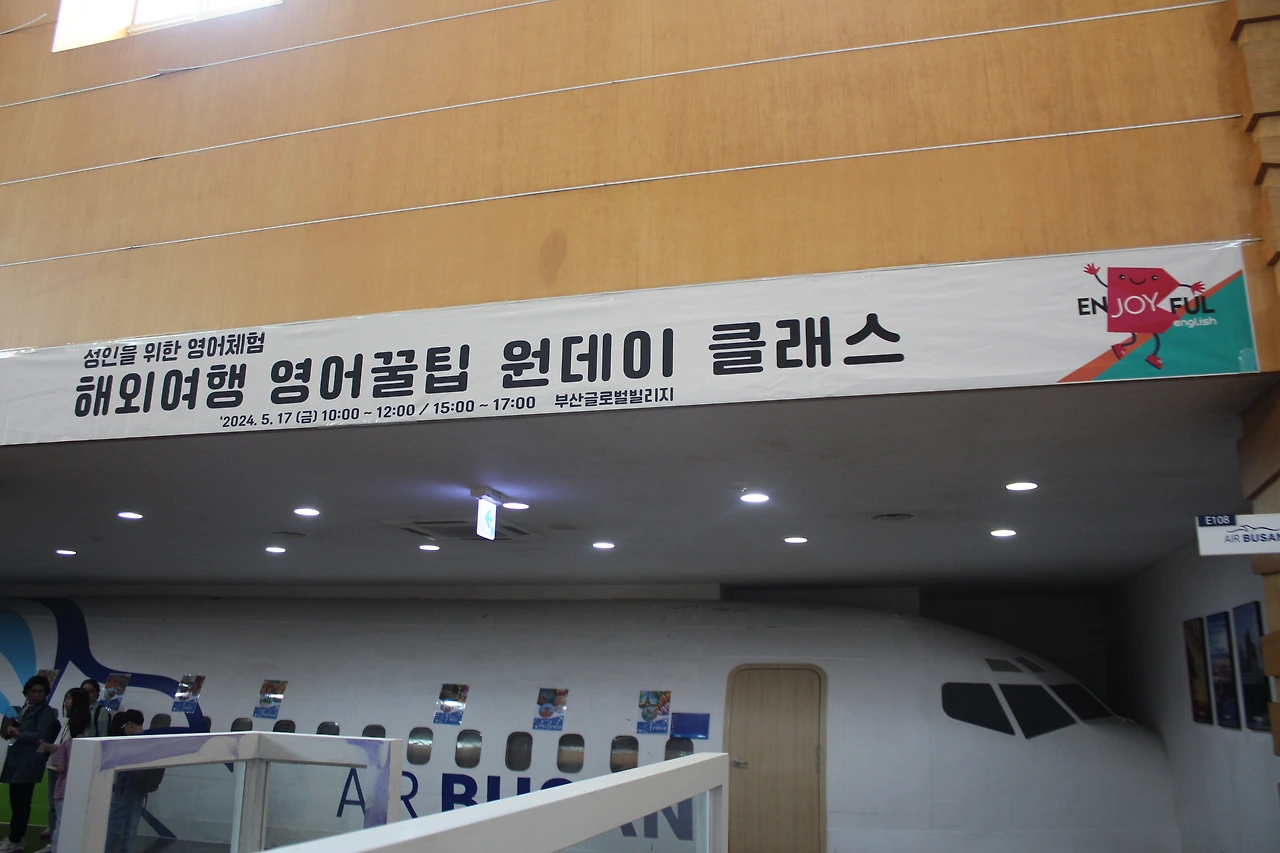 성인을 위한 영어체험
해외여행 영어꿀팁 원데이 클래스
'2024. 5. 17 (금) 10:00 ~ 12:00 / 15:00 ~ 17:00 부산글로벌빌리지
ENJOYFUL
english
E108
AIR BUSAN
AIR BUSAN